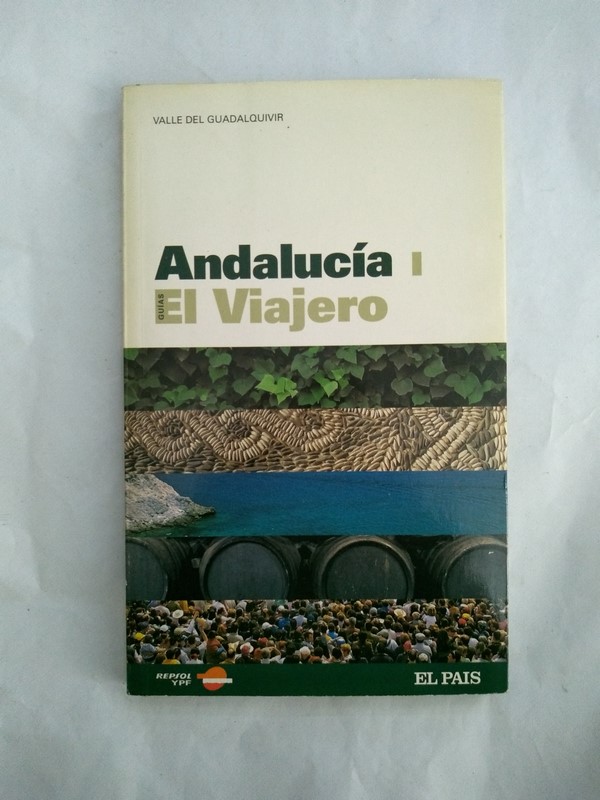 VALLE DEL GUADALQUIVIR
Andalucía I
GUÍAS
El Viajero
REPSOL
YPF
EL PAIS